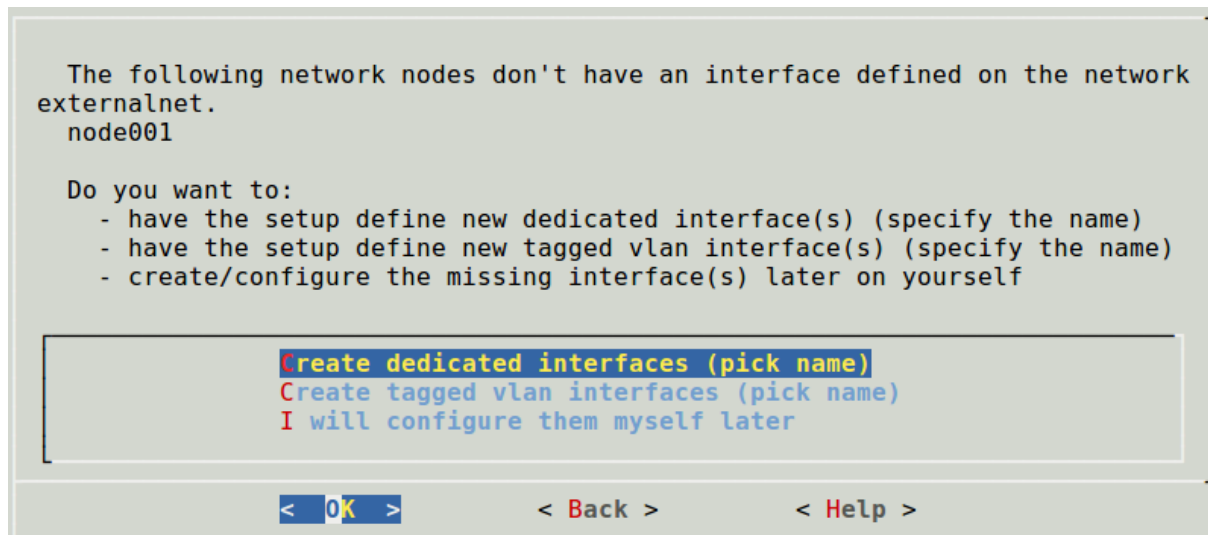 The following network nodes don't have an interface defined on the network
externalnet.
node001
Do you want to:
- have the setup define new dedicated interface(s) (specify the name)
- have the setup define new tagged vlan interface(s) (specify the name)
- create/configure the missing interface(s) later on yourself
Create dedicated interfaces (pick name)
Create tagged vlan interfaces (pick name)
I will configure them myself later
< OK > < Back > < Help >